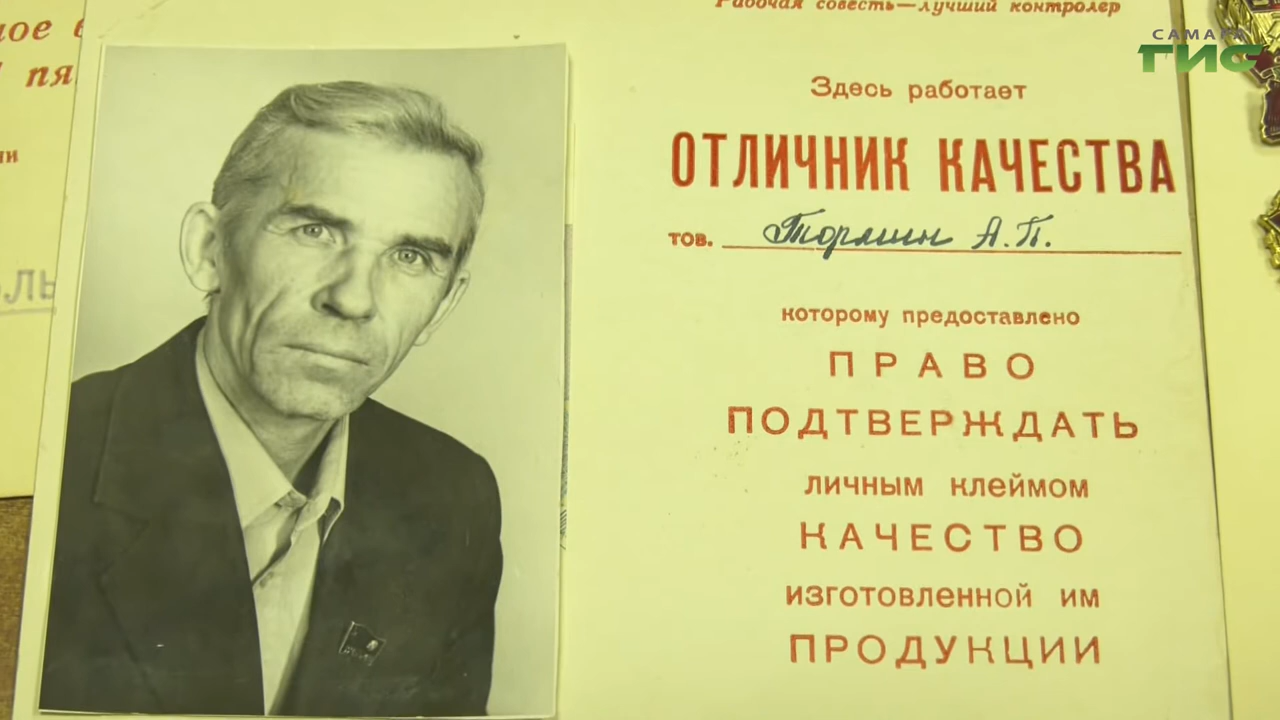 Рабочая совесть—лучший контролер
САМАРА
ГИС
Здесь работает
ОТЛИЧНИК КАЧЕСТВА
тов. Тормин А.П.
которому предоставлено
ПРАВО
ПОДТВЕРЖДАТЬ
личным клеймом
КАЧЕСТВО
изготовленной им
ПРОДУКЦИИ